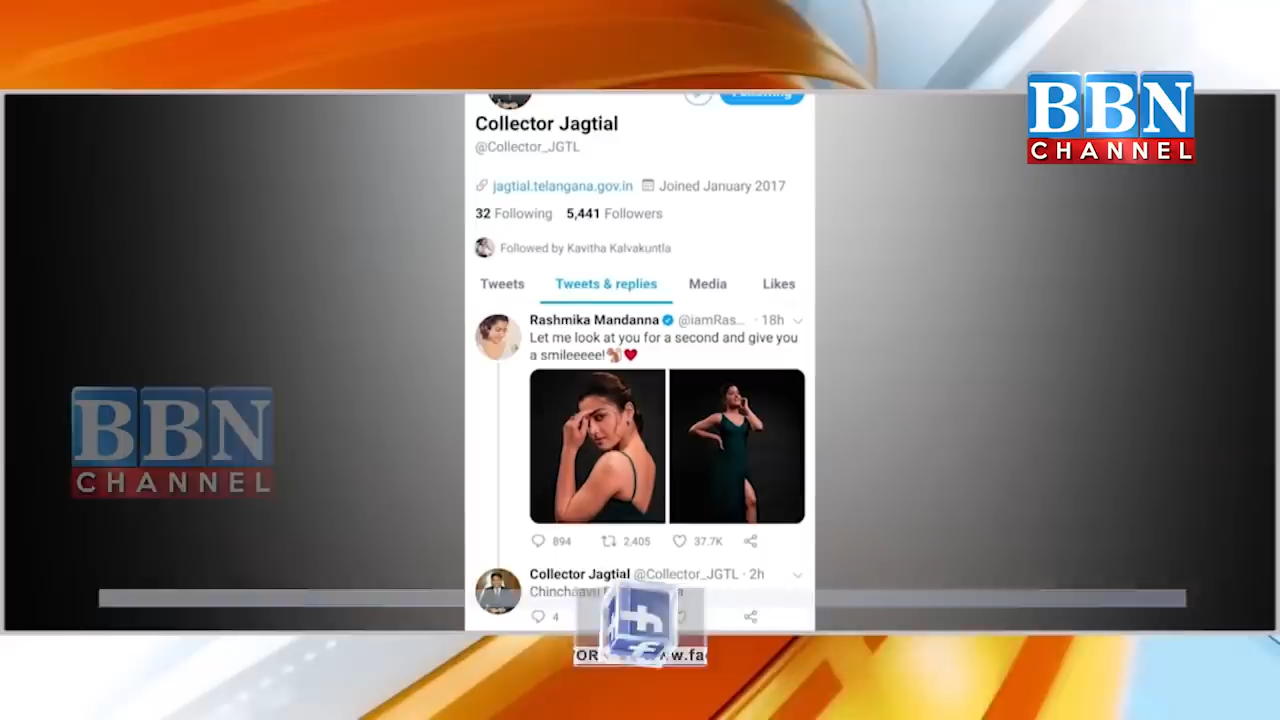 BBN
CHANNEL
Collector Jagtial
@Collector_JGTL
jagtial.telangana.gov.in Joined January 2017
32 Following 5,441 Followers
Followed by Kavitha Kalvakuntla
Tweets Tweets & replies Media Likes
Rashmika Mandanna @iamRas... · 18h
Let me look at you for a second and give you
a smileeeee!🐿️❤️
894 2,405 37.7K
Collector Jagtial @Collector_JGTL · 2h
Chinchaavu
4
BBN
CHANNEL